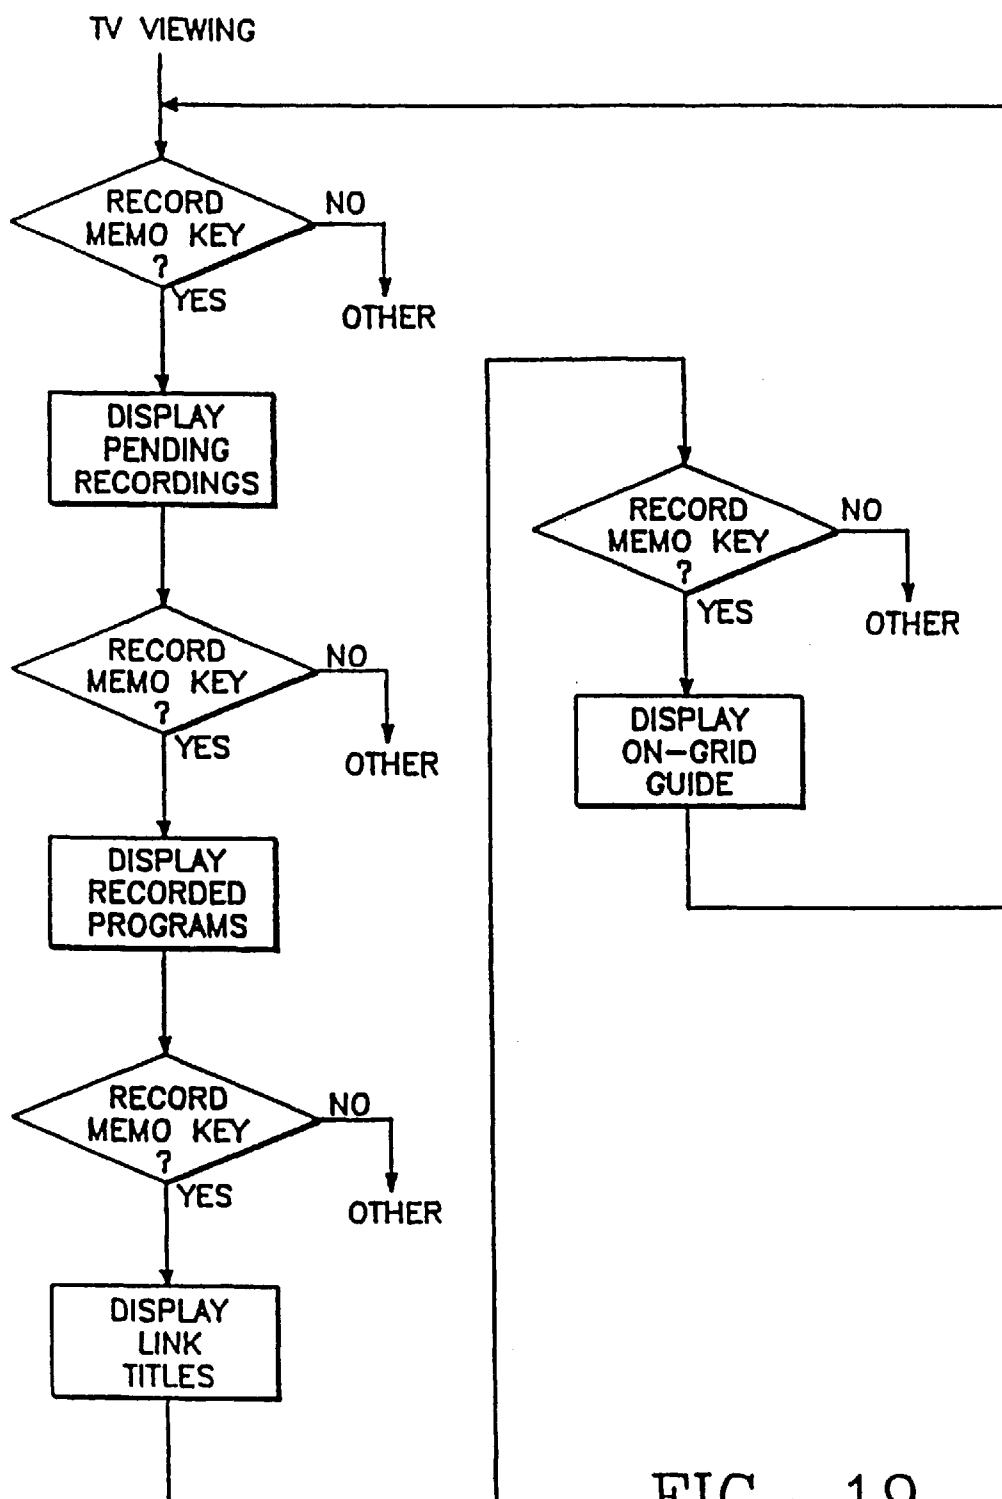 TV VIEWING
RECORD
MEMO KEY
?
NO
YES
OTHER
DISPLAY
PENDING
RECORDINGS
RECORD
MEMO KEY
?
NO
YES
OTHER
DISPLAY
RECORDED
PROGRAMS
RECORD
MEMO KEY
?
NO
YES
OTHER
DISPLAY
LINK
TITLES
RECORD
MEMO KEY
?
NO
YES
OTHER
DISPLAY
ON-GRID
GUIDE
FIG. 19